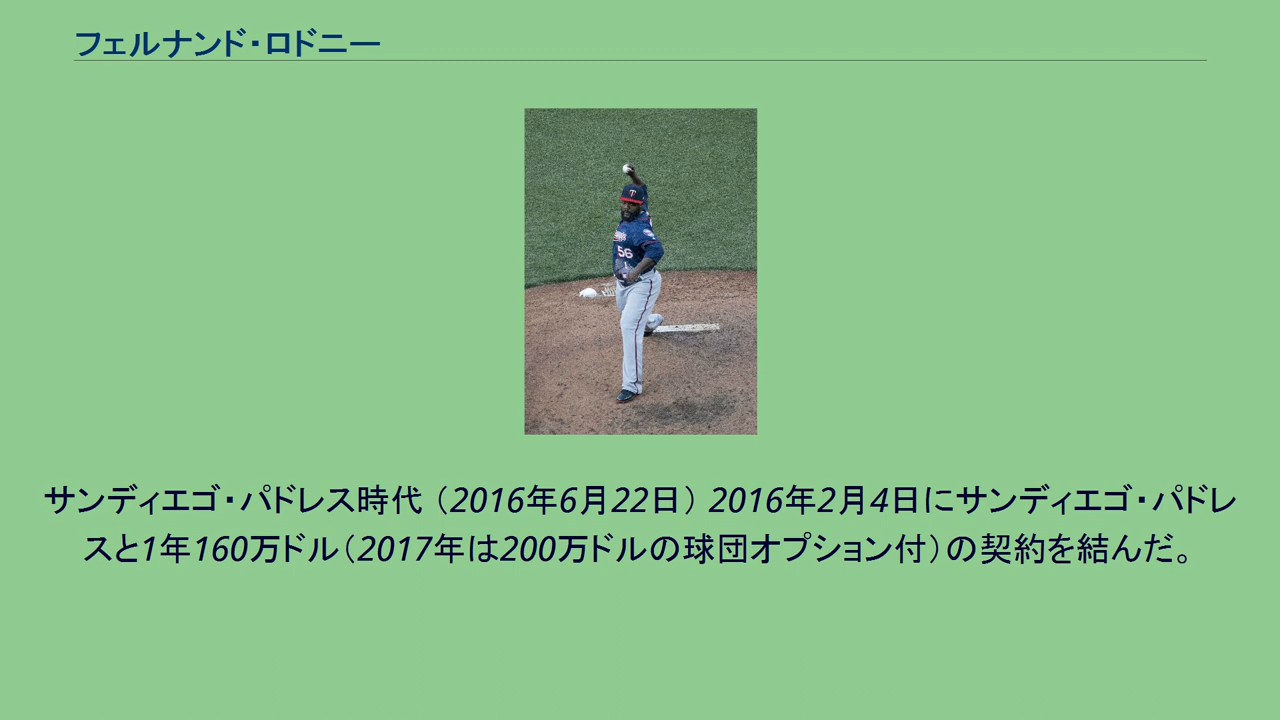 フェルナンド・ロドニー
T
56
サンディエゴ・パドレス時代（2016年6月22日） 2016年2月4日にサンディエゴ・パドレ
スと1年160万ドル（2017年は200万ドルの球団オプション付）の契約を結んだ。